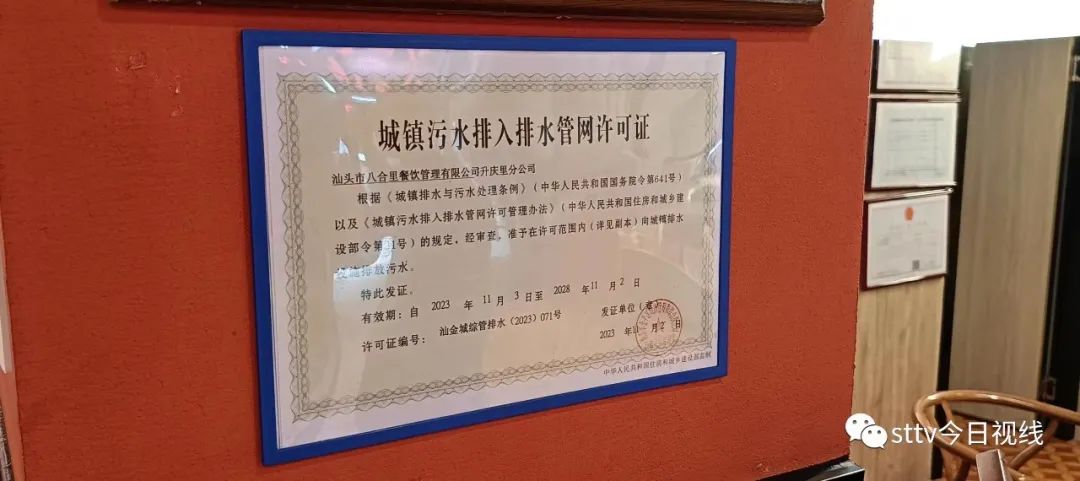 城镇污水排入排水管网许可证
汕头市八合里餐饮管理有限公司升庆里分公司
根据《城镇排水与污水处理条例》（中华人民共和国国务院令第641号）
以及《城镇污水排入排水管网许可管理办法》（中华人民共和国住房和城乡建
设部令第21号）的规定，经审查，准予在许可范围内（详见副本）向城镇排水
设施排放污水。
特此发证。
有效期：自 2023 年 11 月 3 日至 2028 年 11 月 2 日
许可证编号： 汕金城综管排水（2023）071号
发证单位（章）
2023 年11 月 2 日
中华人民共和国住房和城乡建设部监制
sttv今日视线